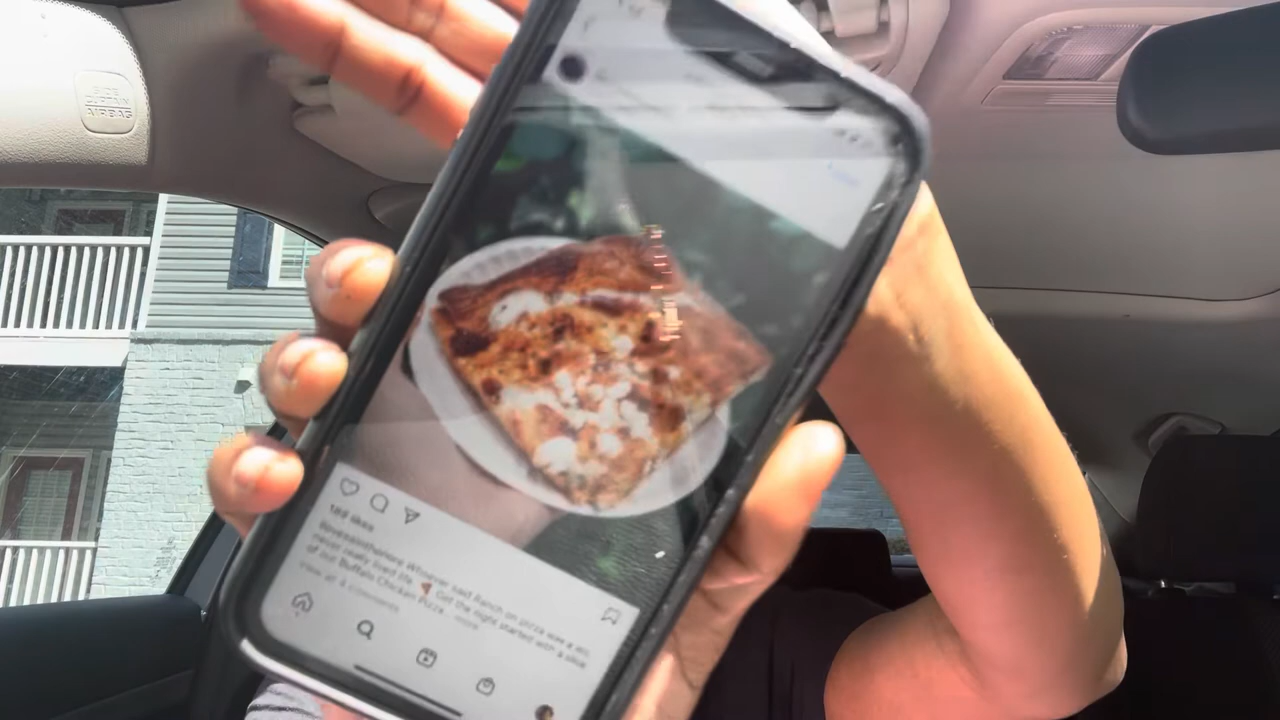 SIDE
CURTAIN
AIRBAG
likes
Whoever said Ranch on pizza was a sin
never really lived life. 🍕 Get the night started with a slice
of our Buffalo Chicken Pizza... more
View all 4 comments